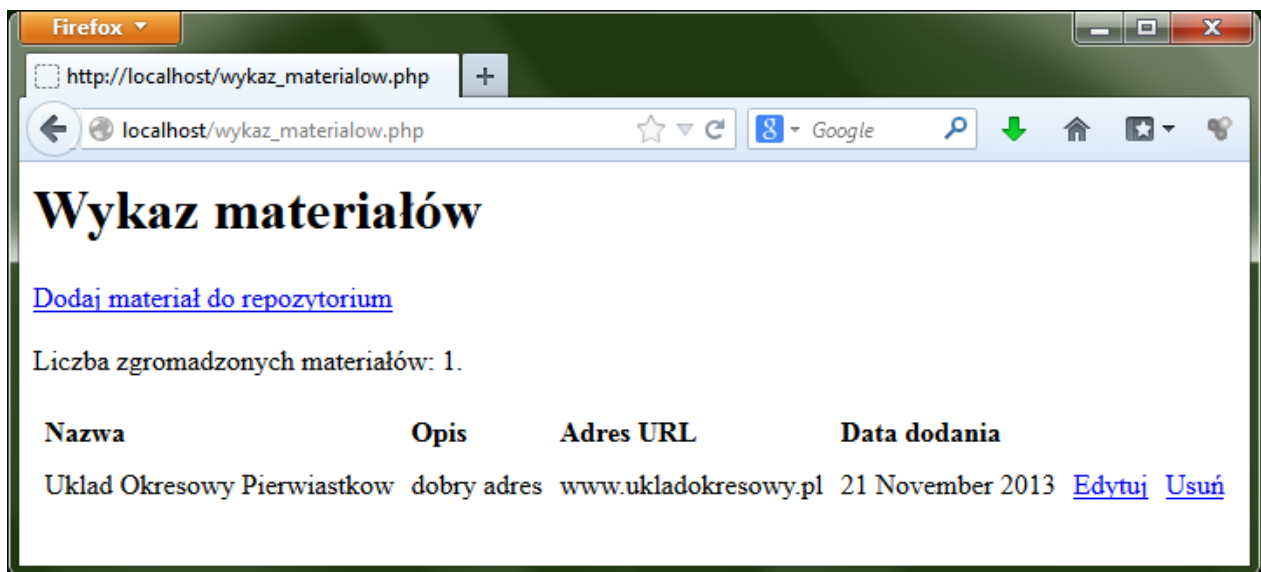 Firefox
http://localhost/wykaz_materialow.php
localhost/wykaz_materialow.php
8 Google
Wykaz materiałów
Dodaj materiał do repozytorium
Liczba zgromadzonych materiałów: 1.
Nazwa Opis Adres URL Data dodania
Uklad Okresowy Pierwiastkow dobry adres www.ukladokresowy.pl 21 November 2013 Edytuj Usuń